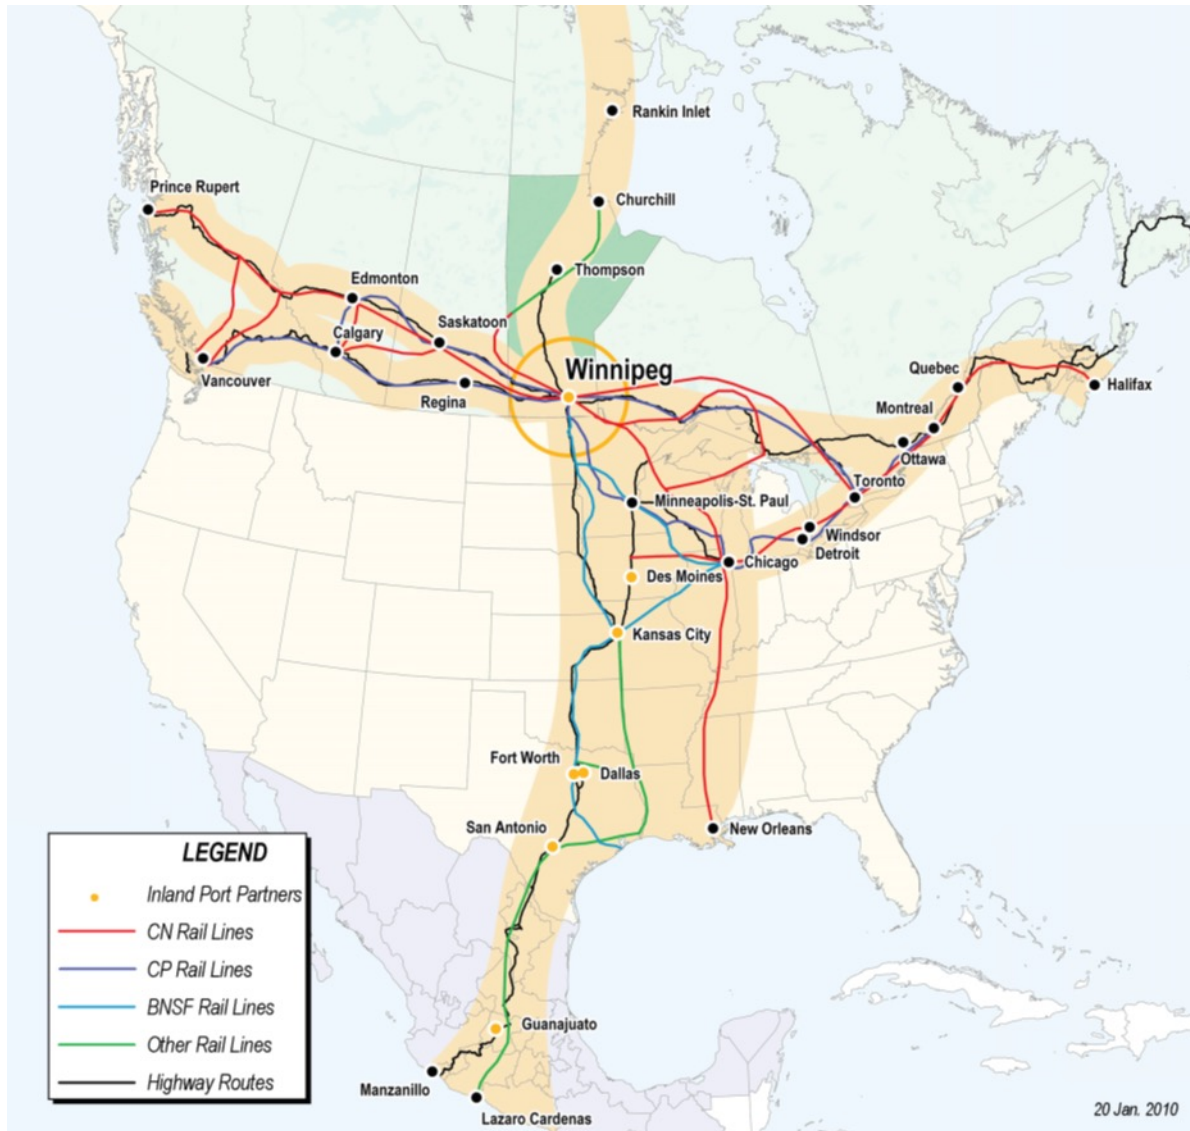 Rankin Inlet
Churchill
Prince Rupert
Thompson
Edmonton
Saskatoon
Calgary
Winnipeg
Vancouver
Regina
Quebec
Halifax
Montreal
Ottawa
Toronto
Minneapolis-St. Paul
Windsor
Detroit
Chicago
Des Moines
Kansas City
Fort Worth
Dallas
San Antonio
New Orleans
LEGEND
Inland Port Partners
CN Rail Lines
CP Rail Lines
BNSF Rail Lines
Other Rail Lines
Highway Routes
Guanajuato
Manzanillo
Lazaro Cardenas
20 Jan. 2010